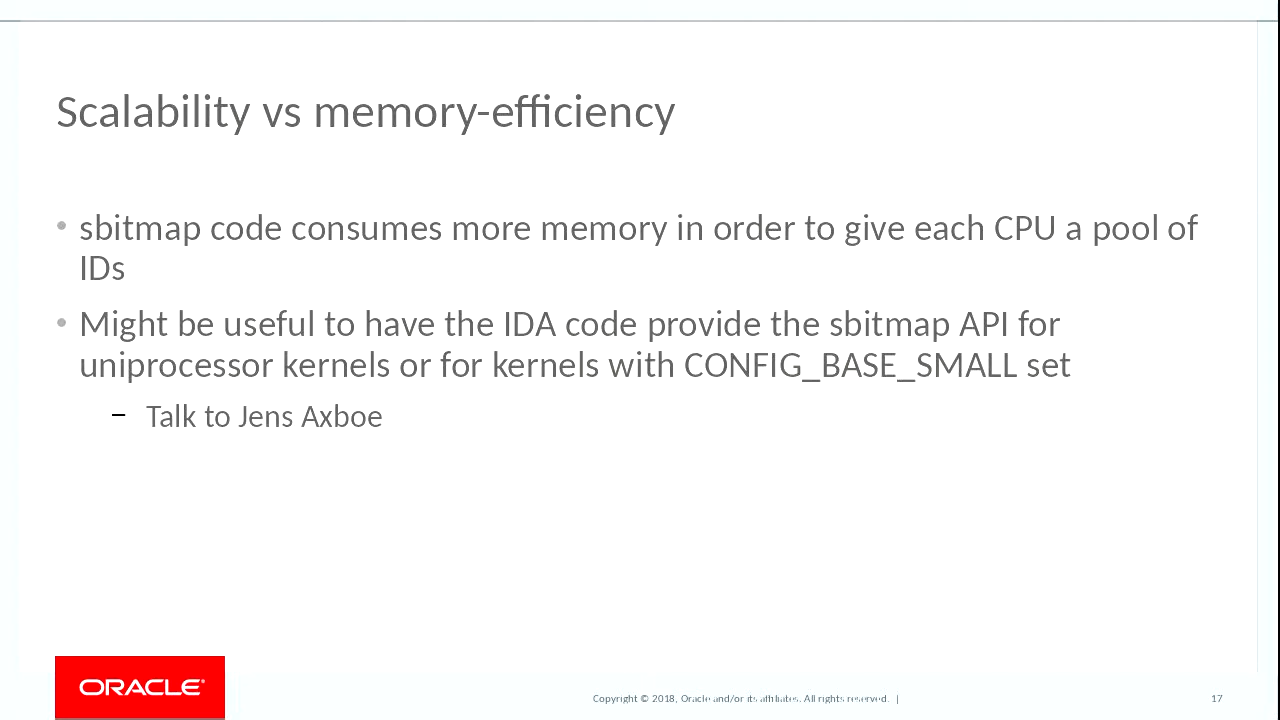 Scalability vs memory-efficiency
• sbitmap code consumes more memory in order to give each CPU a pool of
IDs
• Might be useful to have the IDA code provide the sbitmap API for
uniprocessor kernels or for kernels with CONFIG_BASE_SMALL set
– Talk to Jens Axboe
ORACLE®
Copyright © 2018, Oracle and/or its affiliates. All rights reserved. |
17